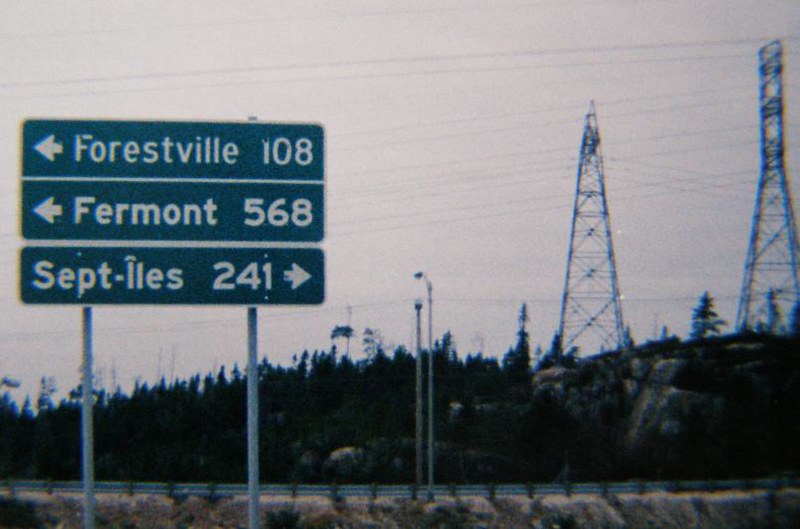 ← Forestville 108
← Fermont 568
Sept-Îles 241 →